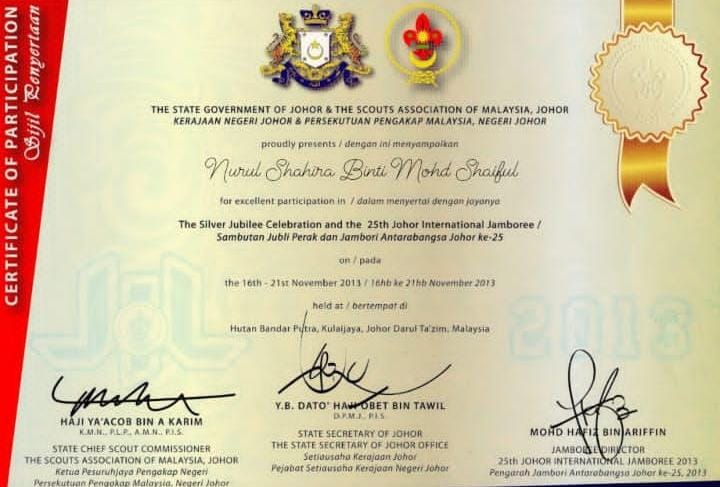 CERTIFICATE OF PARTICIPATION
Sijil Penyertaan
THE STATE GOVERNMENT OF JOHOR & THE SCOUTS ASSOCIATION OF MALAYSIA, JOHOR
KERAJAAN NEGERI JOHOR & PERSEKUTUAN PENGAKAP MALAYSIA, NEGERI JOHOR
proudly presents / dengan ini menyampaikan
Nurul Shahira Binti Mohd Shaiful
for excellent participation in / dalam menyertai dengan jayanya
The Silver Jubilee Celebration and the 25th Johor International Jamboree /
Sambutan Jubli Perak dan Jambori Antarabangsa Johor ke-25
on / pada
the 16th - 21st November 2013 / 16hb ke 21hb November 2013
held at / bertempat di
Hutan Bandar Putra, Kulaijaya, Johor Darul Ta'zim, Malaysia
HAJI YA'ACOB BIN A KARIM
K.M.N., P.L.P., A.M.N., P.I.S.
STATE CHIEF SCOUT COMMISSIONER
THE SCOUTS ASSOCIATION OF MALAYSIA, JOHOR
Ketua Pesuruhjaya Pengakap Negeri
Persekutuan Pengakap Malaysia, Negeri Johor
Y.B. DATO' HAJI OBET BIN TAWIL
D.P.M.J., P.I.S.
STATE SECRETARY OF JOHOR
THE STATE SECRETARY OF JOHOR OFFICE
Setiausaha Kerajaan Johor
Pejabat Setiausaha Kerajaan Negeri Johor
MOHD HAFIZ BIN ARIFFIN
JAMBOREE DIRECTOR
25th JOHOR INTERNATIONAL JAMBOREE 2013
Pengarah Jambori Antarabangsa Johor ke-25, 2013